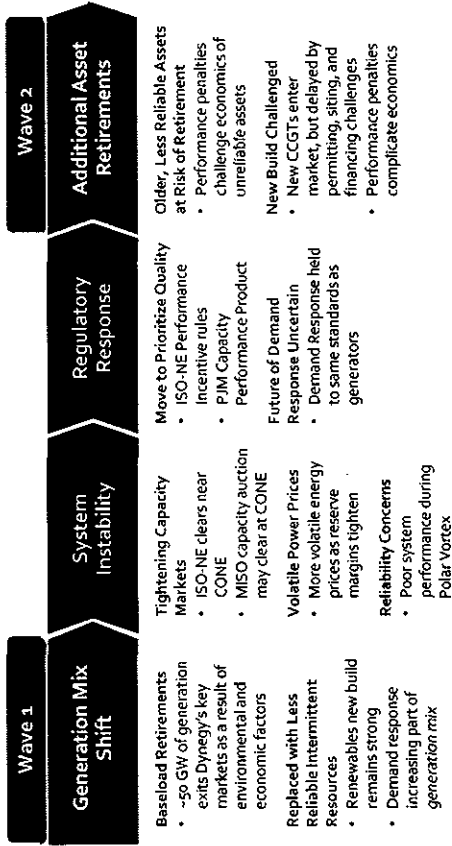 Wave 1
Generation Mix
Shift
Baseload Retirements
• ~50 GW of generation
exits Dynegy's key
markets as a result of
environmental and
economic factors
Replaced with Less
Reliable Intermittent
Resources
• Renewables new build
remains strong
• Demand response
increasing part of
generation mix
System
Instability
Tightening Capacity
Markets
• ISO-NE clears near
CONE
• MISO capacity auction
may clear at CONE
Volatile Power Prices
• More volatile energy
prices as reserve
margins tighten
Reliability Concerns
• Poor system
performance during
Polar Vortex
Regulatory
Response
Move to Prioritize Quality
• ISO-NE Performance
Incentive rules
• PJM Capacity
Performance Product
Future of Demand
Response Uncertain
• Demand Response held
to same standards as
generators
Wave 2
Additional Asset
Retirements
Older, Less Reliable Assets
at Risk of Retirement
• Performance penalties
challenge economics of
unreliable assets
New Build Challenged
• New CCGTs enter
market, but delayed by
permitting, siting, and
financing challenges
• Performance penalties
complicate economics